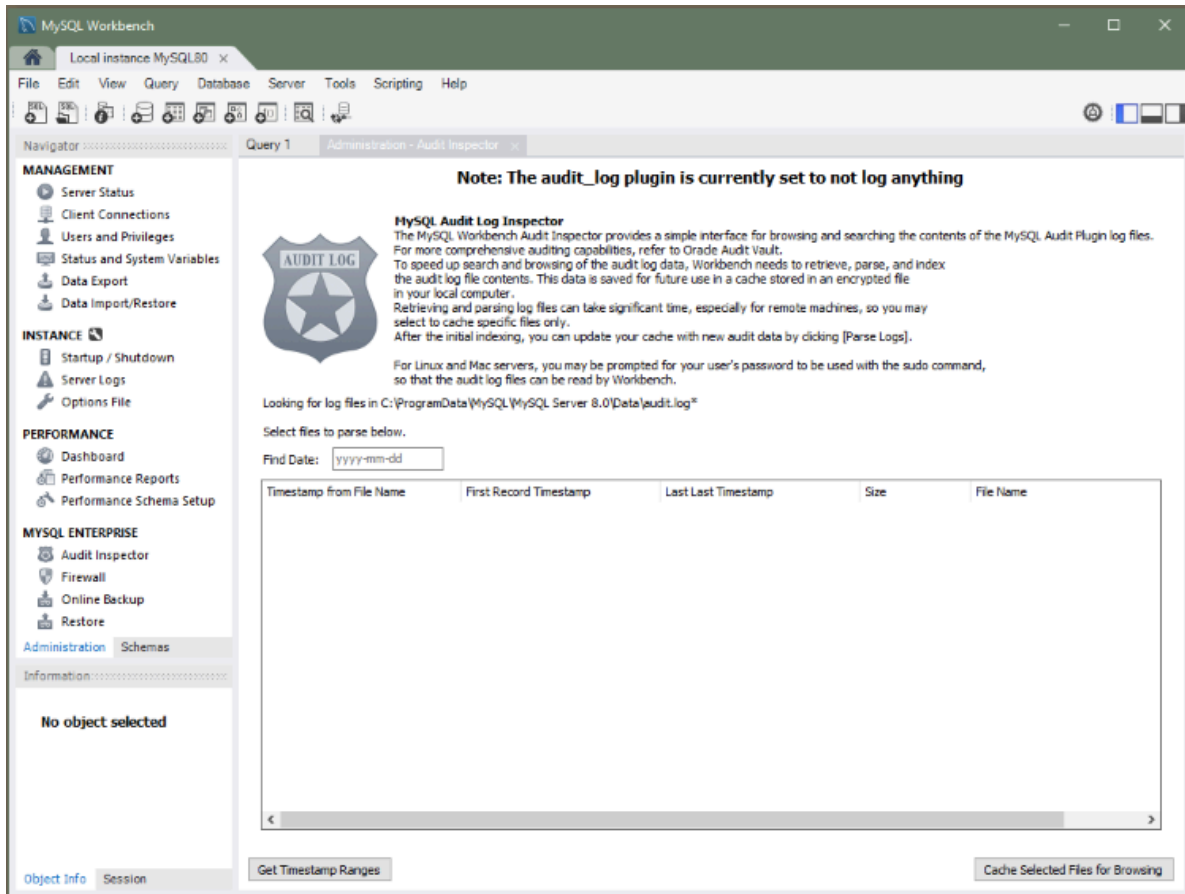 MySQL Workbench
Local instance MySQL80 ×
File Edit View Query Database Server Tools Scripting Help
Navigator
MANAGEMENT
Server Status
Client Connections
Users and Privileges
Status and System Variables
Data Export
Data Import/Restore
INSTANCE
Startup / Shutdown
Server Logs
Options File
PERFORMANCE
Dashboard
Performance Reports
Performance Schema Setup
MYSQL ENTERPRISE
Audit Inspector
Firewall
Online Backup
Restore
Administration Schemas
Information
No object selected
Object Info Session
Query 1 Administration - Audit Inspector ×
Note: The audit_log plugin is currently set to not log anything
AUDIT LOG
MySQL Audit Log Inspector
The MySQL Workbench Audit Inspector provides a simple interface for browsing and searching the contents of the MySQL Audit Plugin log files.
For more comprehensive auditing capabilities, refer to Oracle Audit Vault.
To speed up search and browsing of the audit log data, Workbench needs to retrieve, parse, and index
the audit log file contents. This data is saved for future use in a cache stored in an encrypted file
in your local computer.
Retrieving and parsing log files can take significant time, especially for remote machines, so you may
select to cache specific files only.
After the initial indexing, you can update your cache with new audit data by clicking [Parse Logs].
For Linux and Mac servers, you may be prompted for your user's password to be used with the sudo command,
so that the audit log files can be read by Workbench.
Looking for log files in C:\ProgramData\MySQL\MySQL Server 8.0\Data\audit.log*
Select files to parse below.
Find Date: yyyy-mm-dd
Timestamp from File Name First Record Timestamp Last Last Timestamp Size File Name
Get Timestamp Ranges Cache Selected Files for Browsing